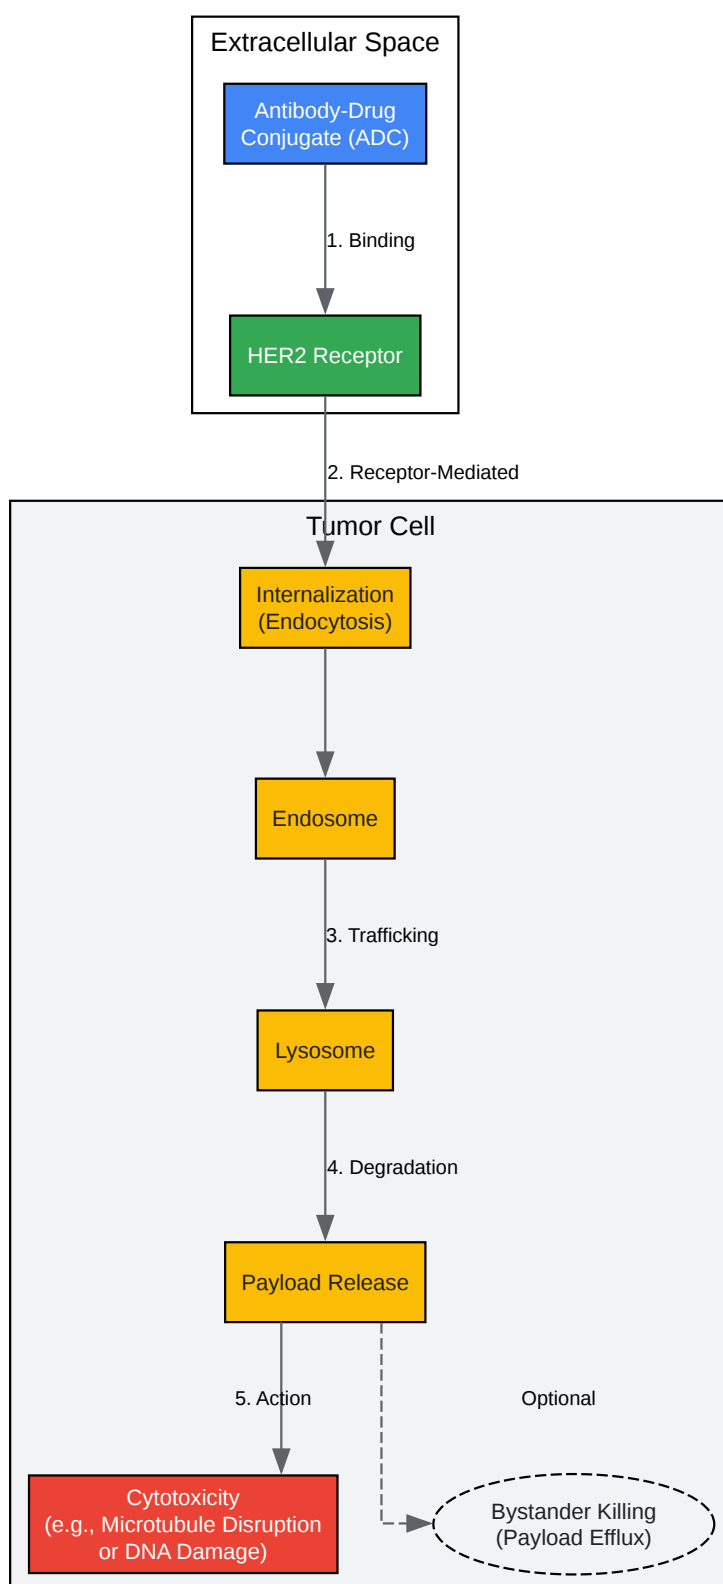 Extracellular Space
Antibody-Drug
Conjugate (ADC)
1. Binding
HER2 Receptor
2. Receptor-Mediated
Tumor Cell
Internalization
(Endocytosis)
Endosome
3. Trafficking
Lysosome
4. Degradation
Payload Release
5. Action
Optional
Cytotoxicity
(e.g., Microtubule Disruption
or DNA Damage)
Bystander Killing
(Payload Efflux)